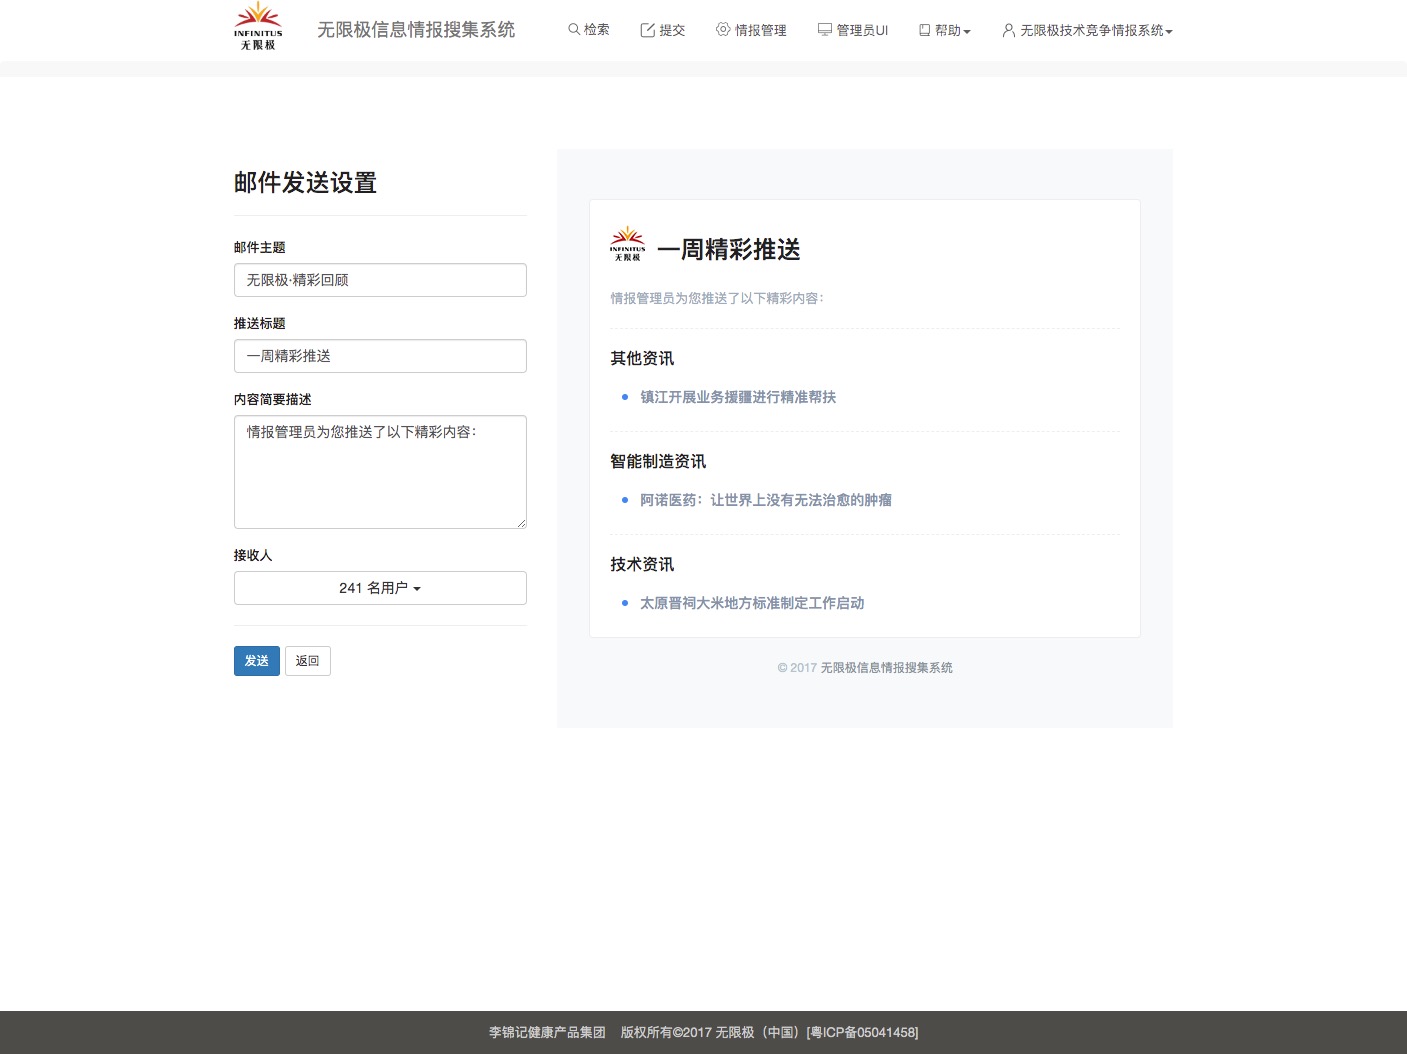 INFINITUS
无限极
无限极信息情报搜集系统
检索
提交
情报管理
管理员UI
帮助
无限极技术竞争情报系统
邮件发送设置
邮件主题
无限极·精彩回顾
推送标题
一周精彩推送
内容简要描述
情报管理员为您推送了以下精彩内容：
接收人
241 名用户
发送
返回
INFINITUS
无限极
一周精彩推送
情报管理员为您推送了以下精彩内容：
其他资讯
镇江开展业务援疆进行精准帮扶
智能制造资讯
阿诺医药：让世界上没有无法治愈的肿瘤
技术资讯
太原晋祠大米地方标准制定工作启动
© 2017 无限极信息情报搜集系统
李锦记健康产品集团 版权所有©2017 无限极（中国）[粤ICP备05041458]